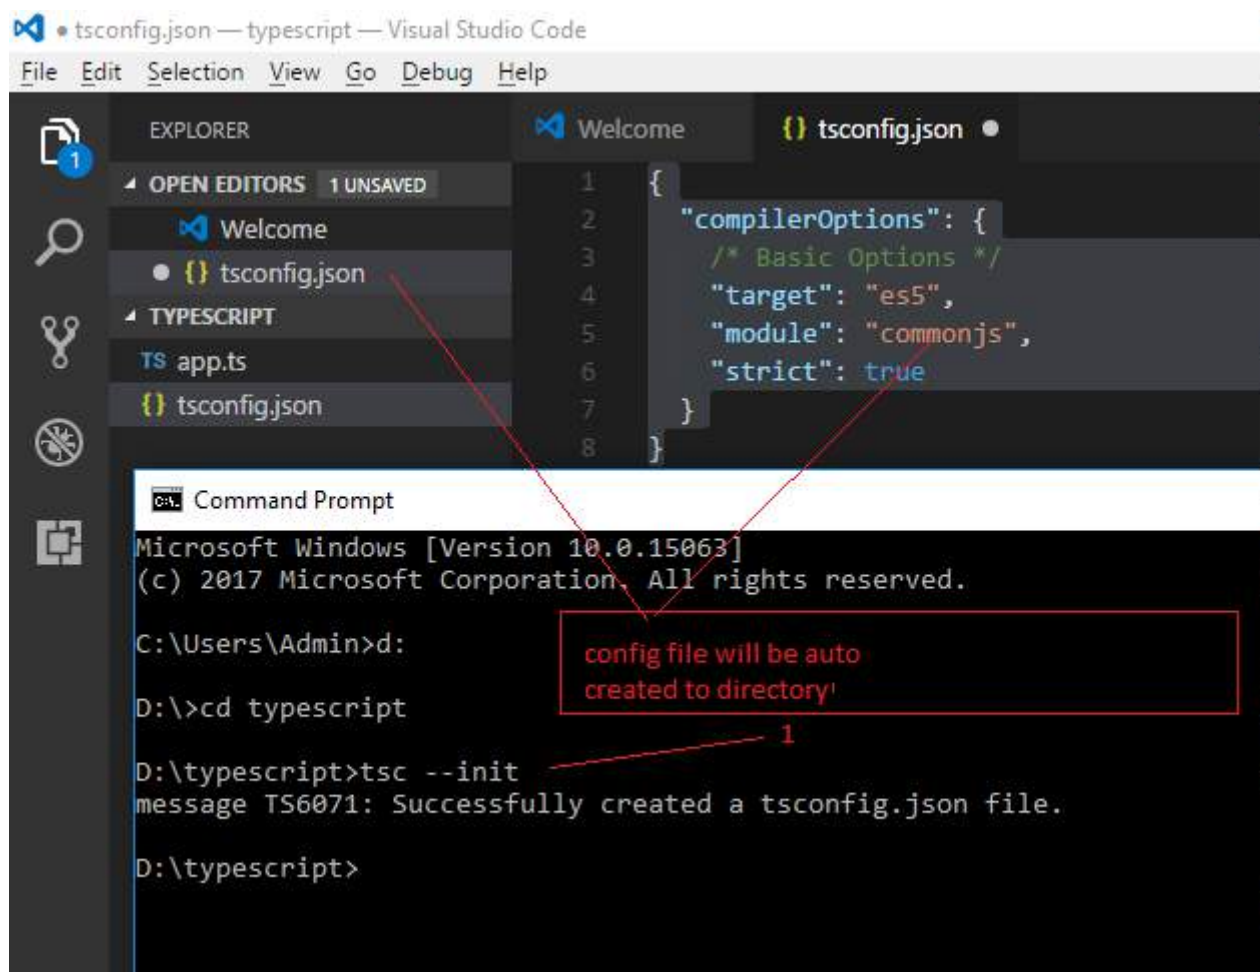 ● tsconfig.json — typescript — Visual Studio Code
File Edit Selection View Go Debug Help
EXPLORER
1
OPEN EDITORS 1 UNSAVED
Welcome
● {} tsconfig.json
TYPESCRIPT
TS app.ts
{} tsconfig.json
Welcome {} tsconfig.json ●
1 {
2 "compilerOptions": {
3 /* Basic Options */
4 "target": "es5",
5 "module": "commonjs",
6 "strict": true
7 }
8 }
C:\. Command Prompt
Microsoft Windows [Version 10.0.15063]
(c) 2017 Microsoft Corporation. All rights reserved.
C:\Users\Admin>d:
config file will be auto
created to directory!
D:\>cd typescript
1
D:\typescript>tsc --init
message TS6071: Successfully created a tsconfig.json file.
D:\typescript>